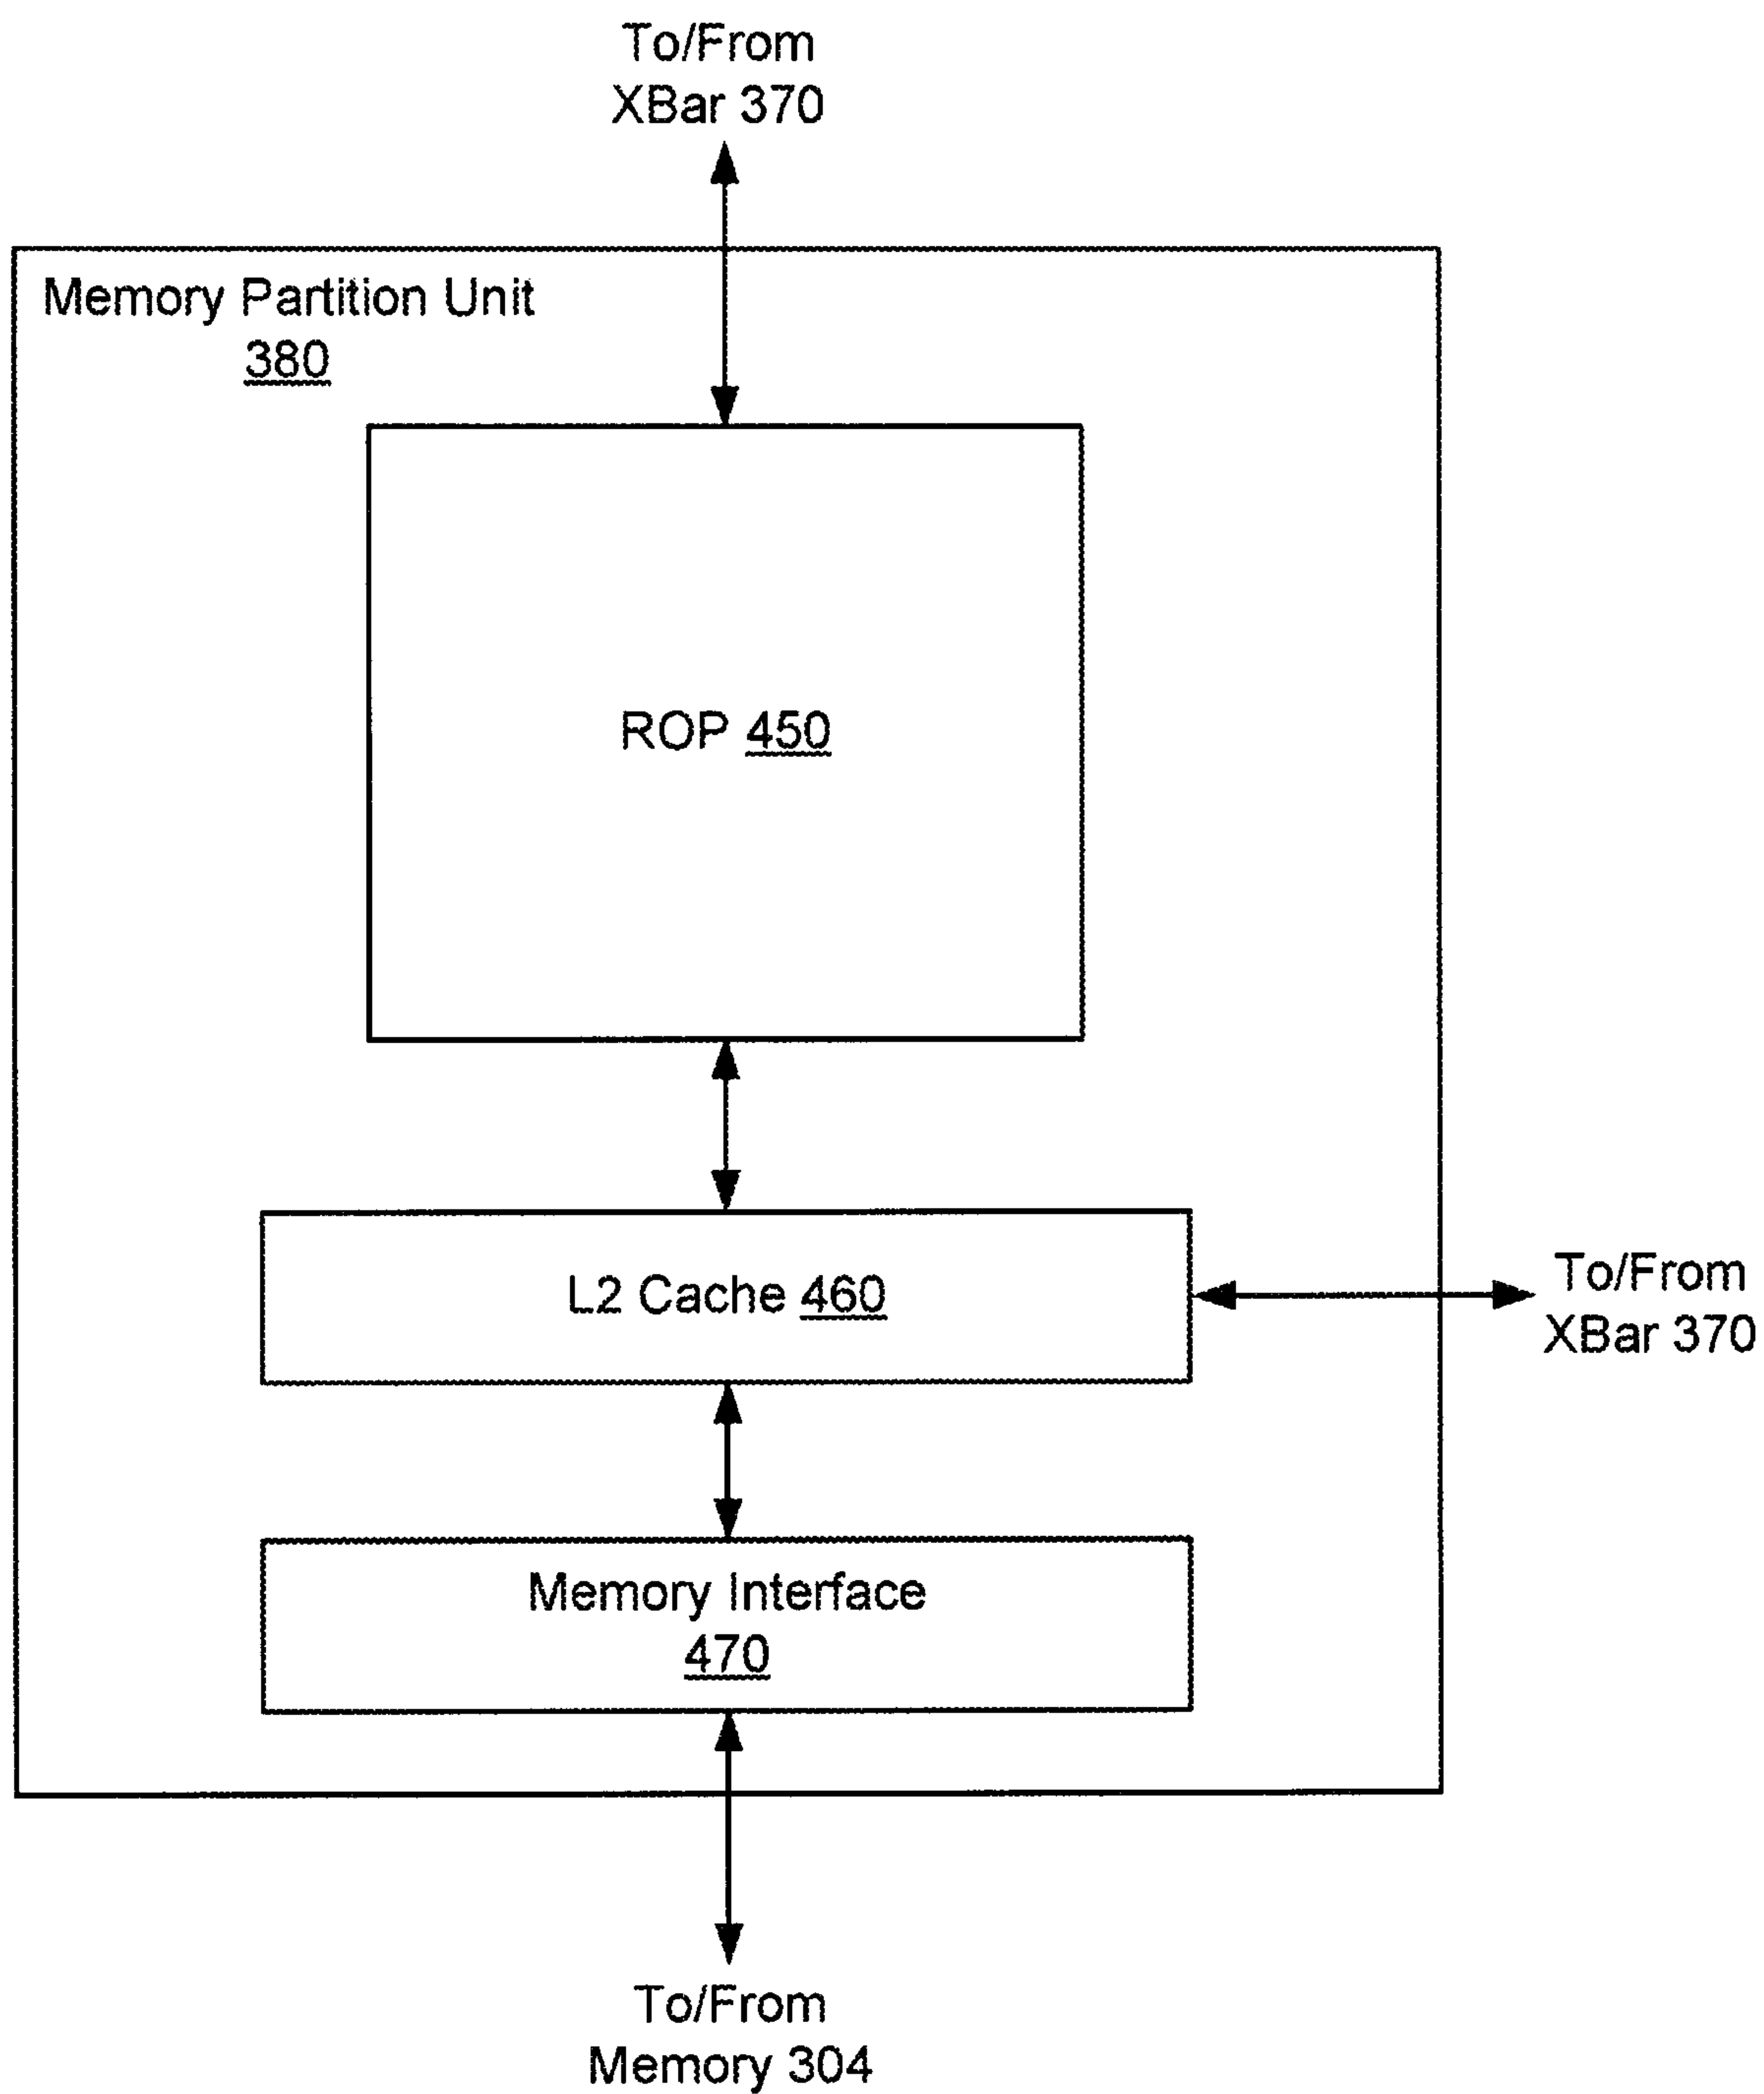 To/From
XBar 370
Memory Partition Unit
380
ROP 450
L2 Cache 460
To/From
XBar 370
Memory Interface
470
To/From
Memory 304